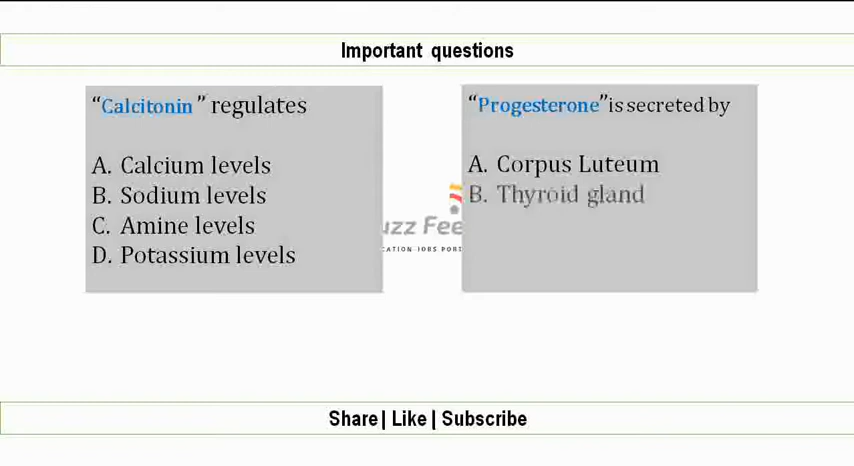 Important questions
“Calcitonin ” regulates
A. Calcium levels
B. Sodium levels
C. Amine levels
D. Potassium levels
“Progesterone”is secreted by
A. Corpus Luteum
B. Thyroid gland
Share| Like | Subscribe